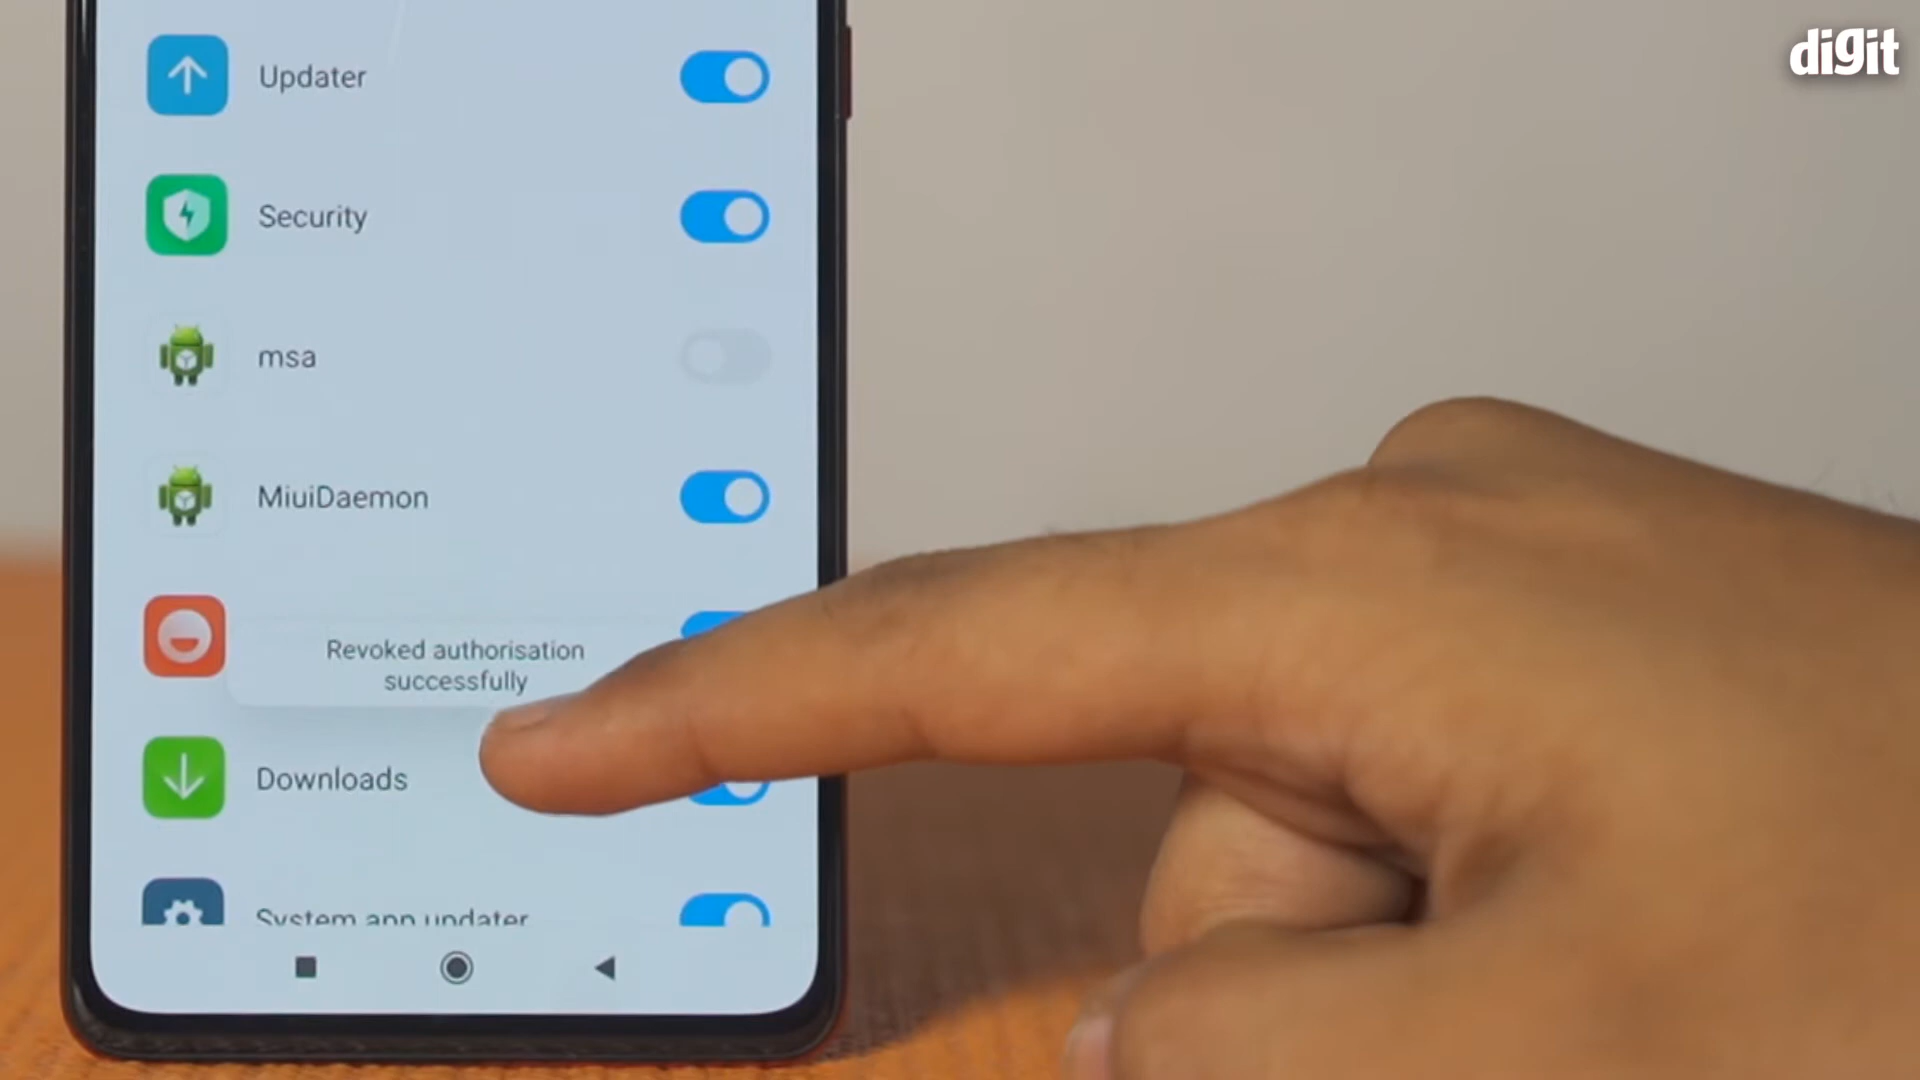 digit
Updater
Security
msa
MiuiDaemon
Revoked authorisation
successfully
Downloads
System app updater